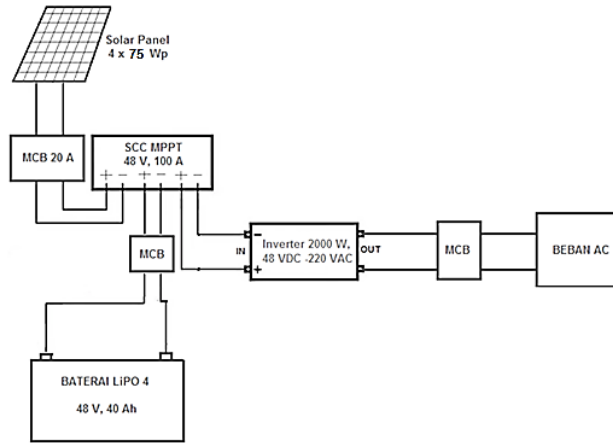 Solar Panel
4 x 75 Wp
MCB 20 A
SCC MPPT
48 V, 100 A
+ − + − + −
MCB
IN
−
+
Inverter 2000 W,
48 VDC -220 VAC
OUT
MCB
BEBAN AC
BATERAI LiPO 4
48 V, 40 Ah